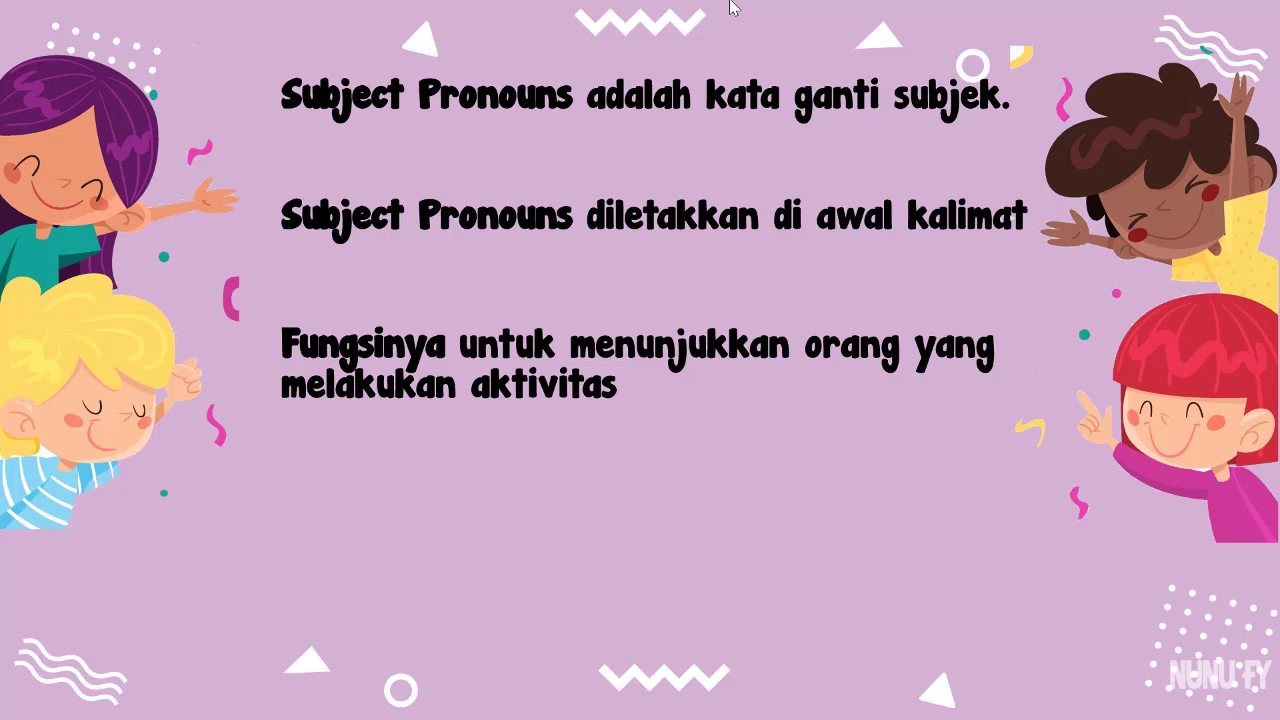 Subject Pronouns adalah kata ganti subjek.
Subject Pronouns diletakkan di awal kalimat
Fungsinya untuk menunjukkan orang yang
melakukan aktivitas
NUNU FY